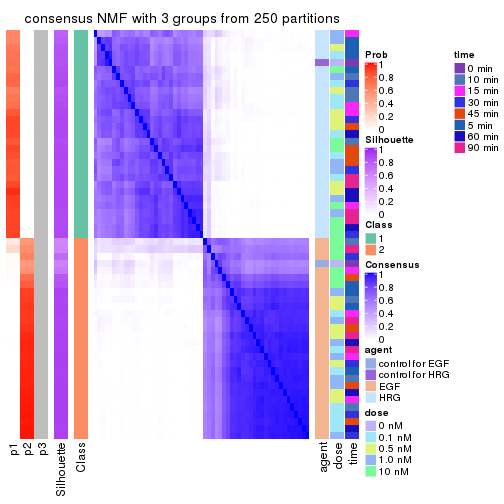 consensus NMF with 3 groups from 250 partitions
Prob
1
0.8
0.6
0.4
0.2
0
Silhouette
1
0.8
0.6
0.4
0.2
0
Class
1
2
Consensus
1
0.8
0.6
0.4
0.2
0
agent
control for EGF
control for HRG
EGF
HRG
dose
0 nM
0.1 nM
0.5 nM
1.0 nM
10 nM
time
0 min
10 min
15 min
30 min
45 min
5 min
60 min
90 min
p1
p2
p3
Silhouette
Class
agent
dose
time